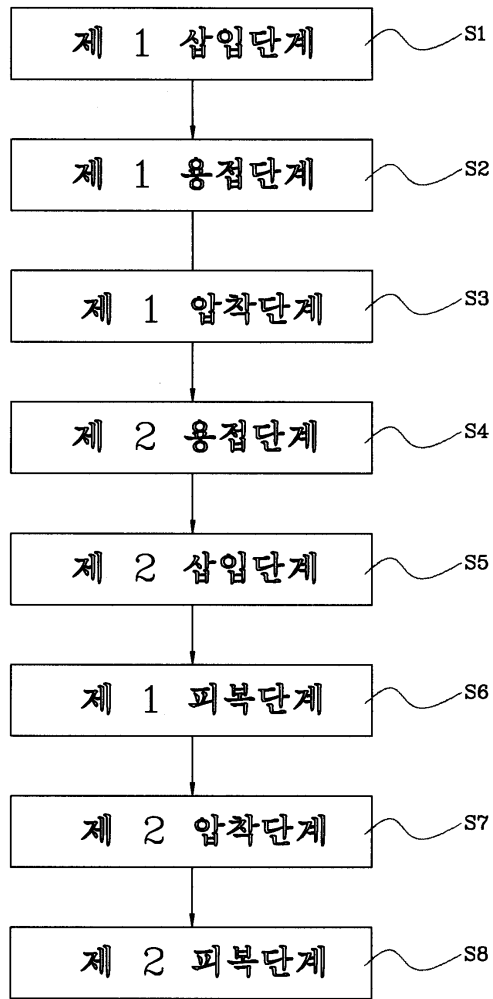 제 1 삽입단계 S1
제 1 용접단계 S2
제 1 압착단계 S3
제 2 용접단계 S4
제 2 삽입단계 S5
제 1 피복단계 S6
제 2 압착단계 S7
제 2 피복단계 S8